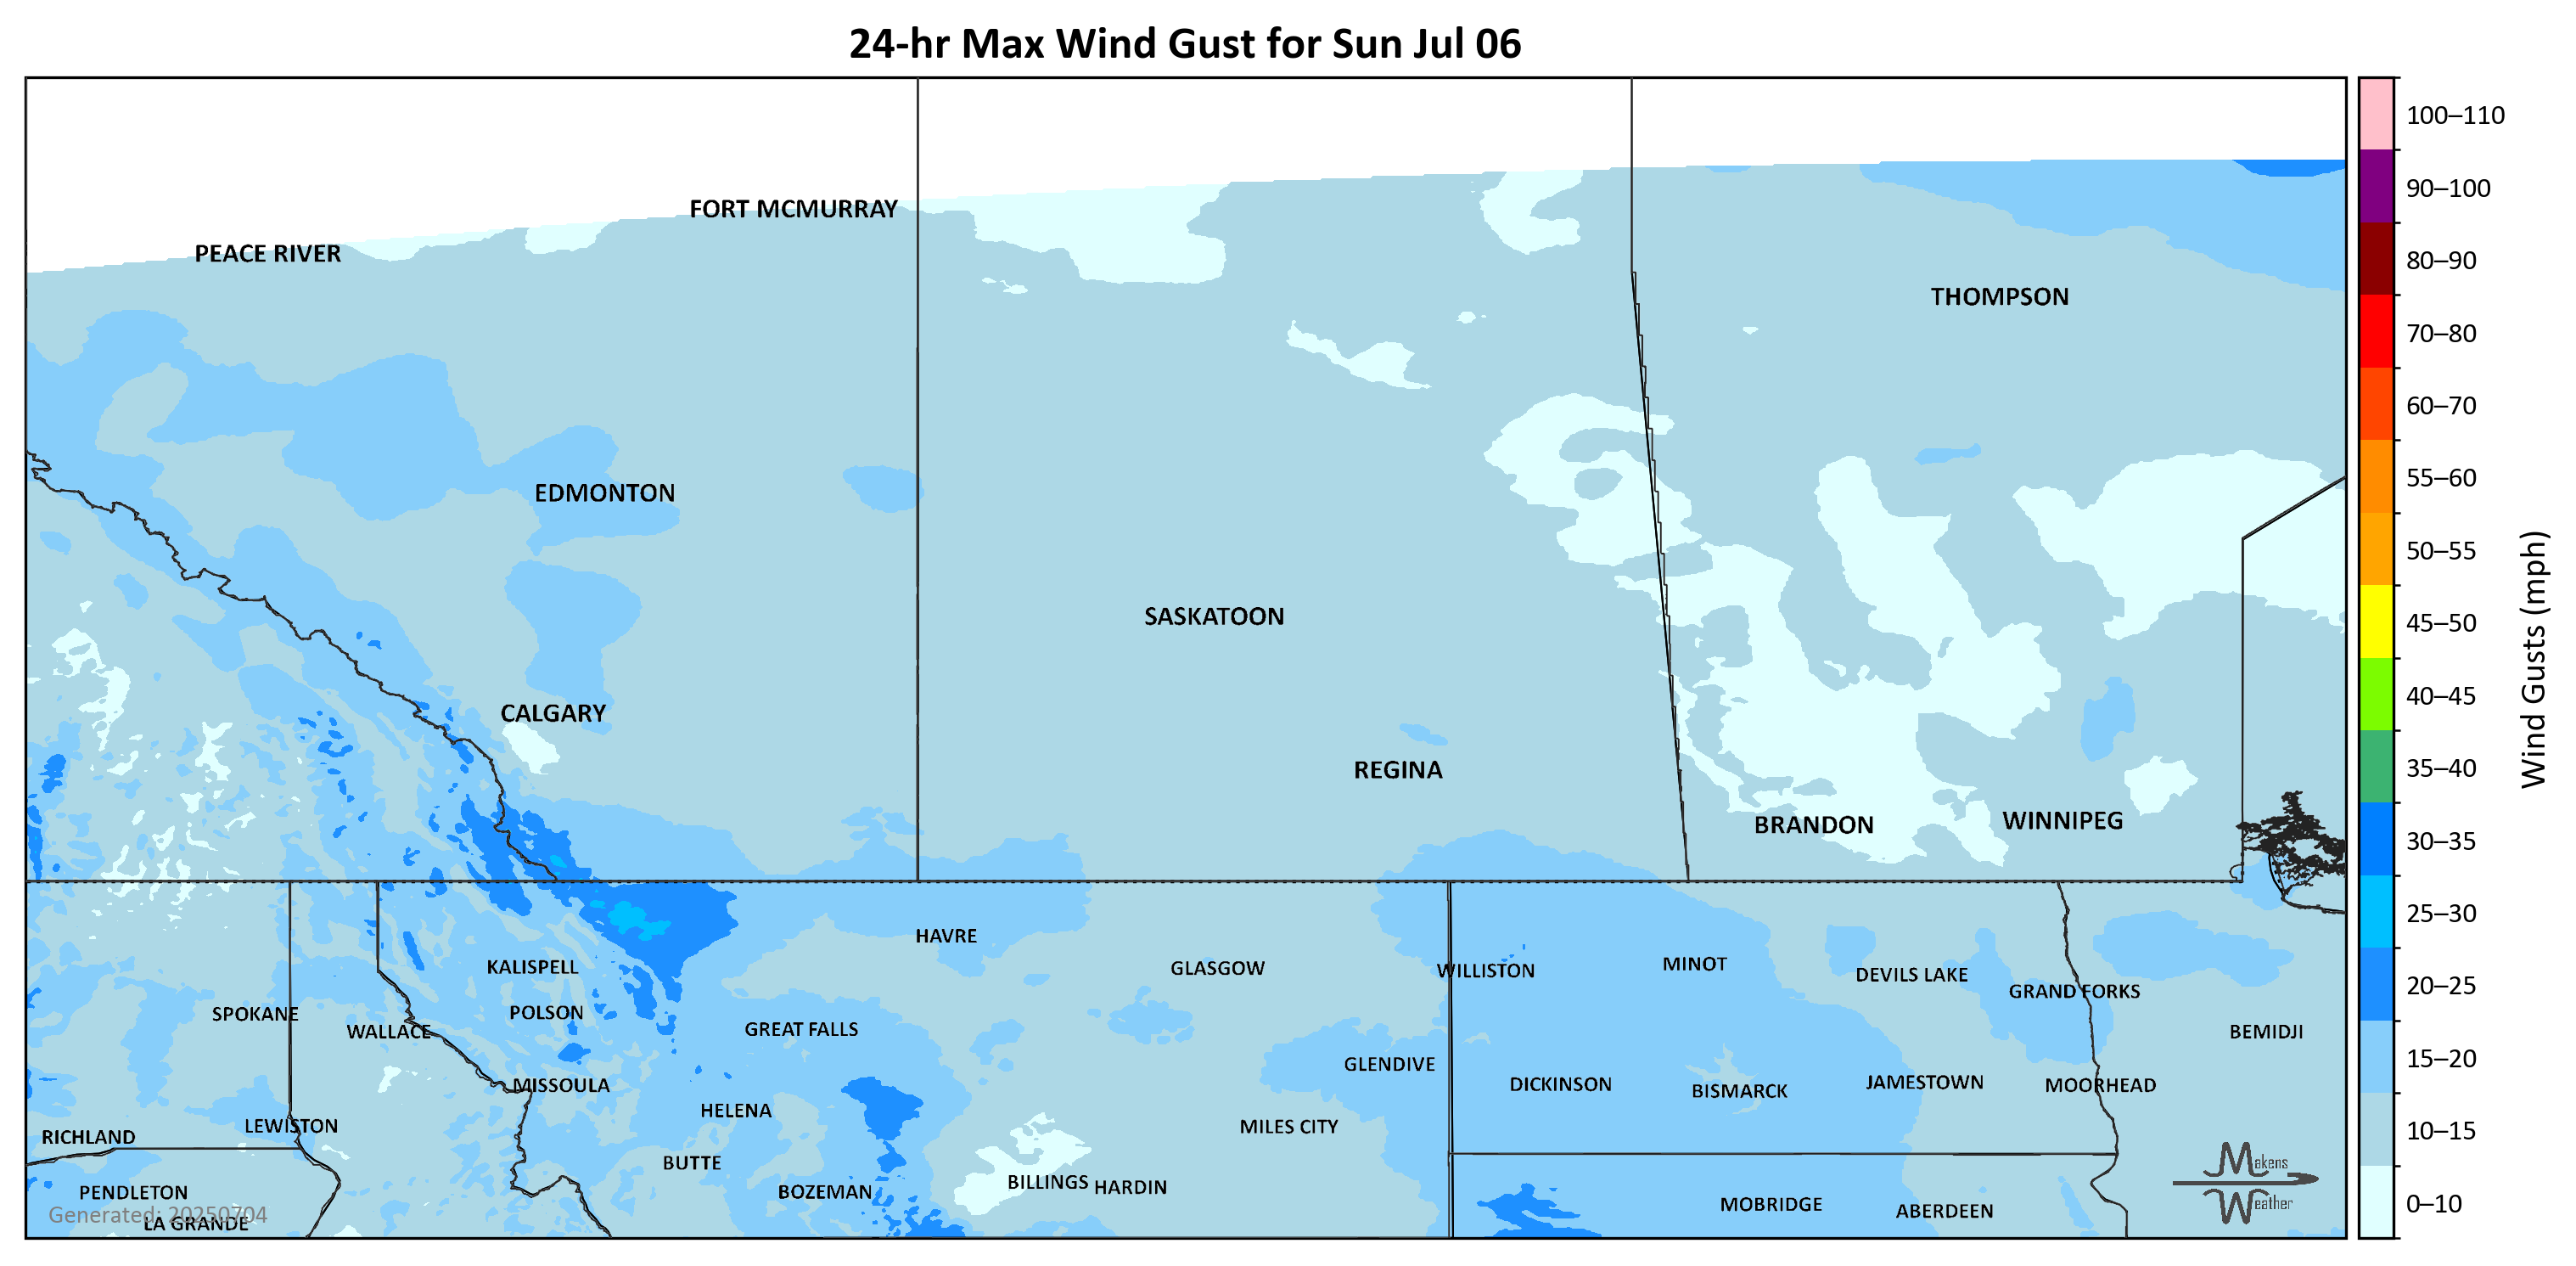 24-hr Max Wind Gust for Sun Jul 06
100–110
90–100
80–90
70–80
60–70
55–60
50–55
45–50
40–45
35–40
30–35
25–30
20–25
15–20
10–15
0–10
Wind Gusts (mph)
FORT MCMURRAY
PEACE RIVER
THOMPSON
EDMONTON
SASKATOON
CALGARY
REGINA
BRANDON
WINNIPEG
HAVRE
KALISPELL
GLASGOW
WILLISTON
MINOT
DEVILS LAKE
GRAND FORKS
SPOKANE
POLSON
WALLACE
GREAT FALLS
BEMIDJI
GLENDIVE
MISSOULA
DICKINSON
BISMARCK
JAMESTOWN
MOORHEAD
HELENA
LEWISTON
MILES CITY
RICHLAND
BUTTE
BILLINGS
HARDIN
PENDLETON
BOZEMAN
MOBRIDGE
ABERDEEN
Generated: 20250704
LA GRANDE
Makens
Weather